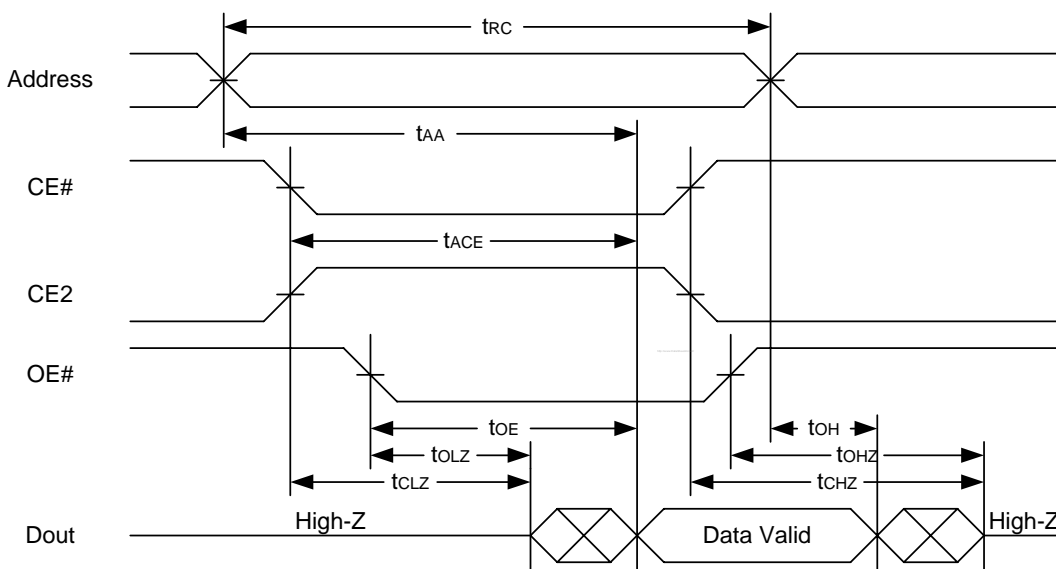 tRC
Address
tAA
CE#
tACE
CE2
OE#
tOE
tOH
tOLZ
tOHZ
tCLZ
tCHZ
High-Z
High-Z
Dout
Data Valid